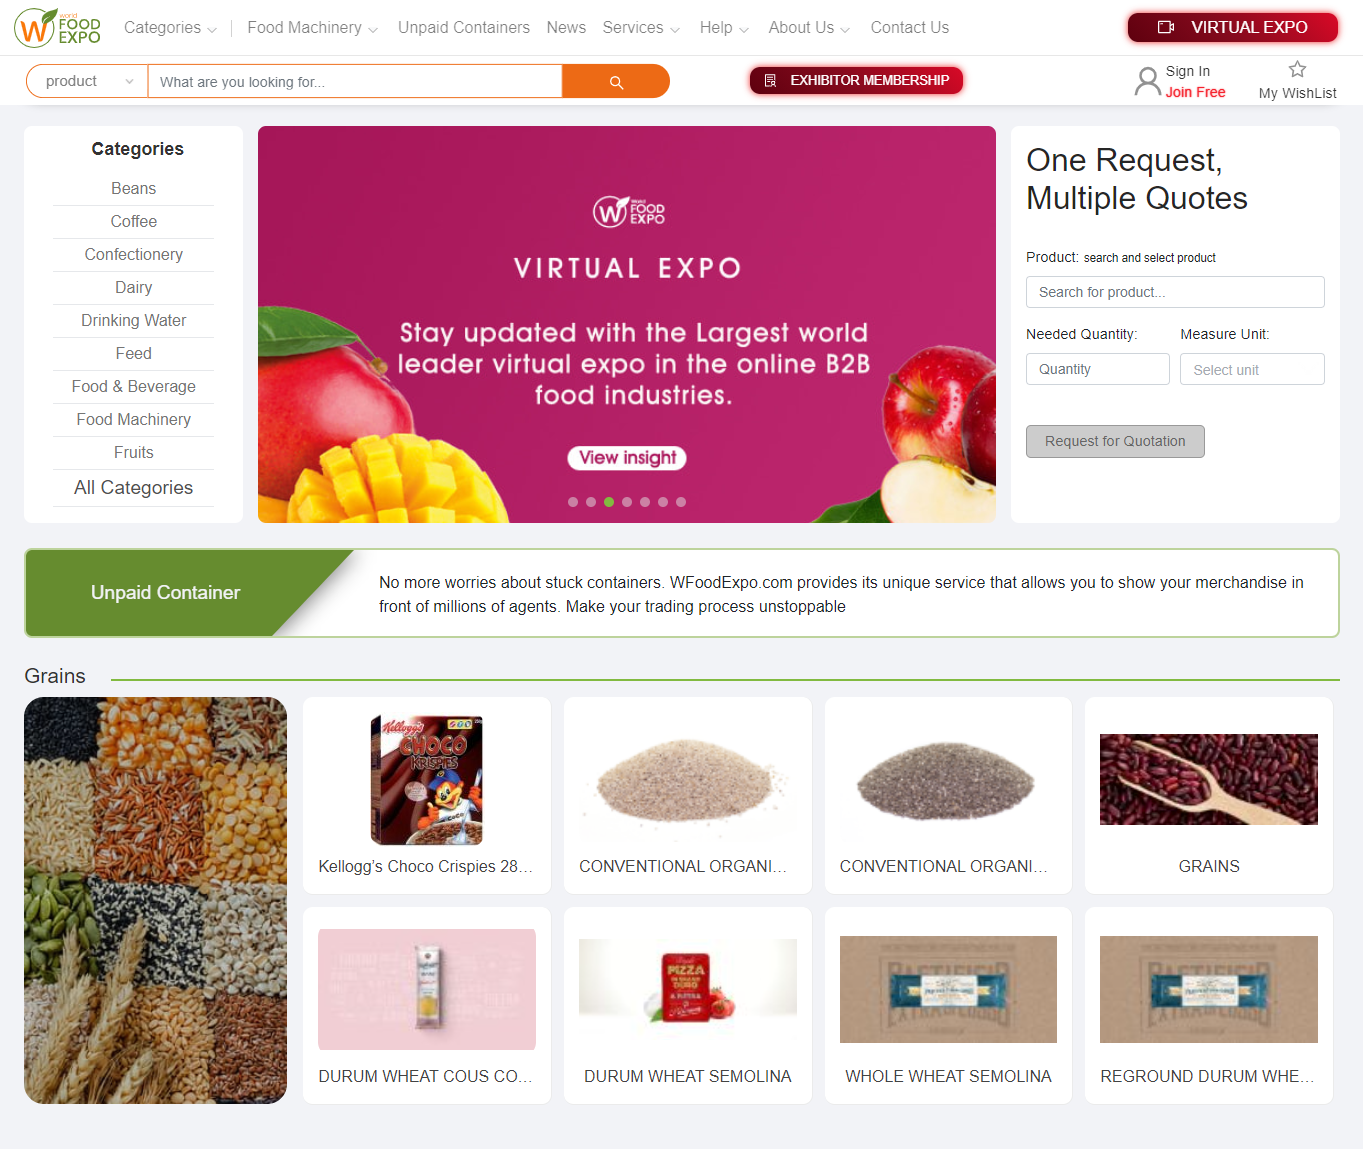 World
FOOD
EXPO
Categories
Food Machinery
Unpaid Containers
News
Services
Help
About Us
Contact Us
VIRTUAL EXPO
product
What are you looking for...
EXHIBITOR MEMBERSHIP
Sign In
Join Free
My WishList
Categories
Beans
Coffee
Confectionery
Dairy
Drinking Water
Feed
Food & Beverage
Food Machinery
Fruits
All Categories
World
FOOD
EXPO
VIRTUAL EXPO
Stay updated with the Largest world
leader virtual expo in the online B2B
food industries.
View insight
One Request,
Multiple Quotes
Product: search and select product
Search for product...
Needed Quantity:
Measure Unit:
Quantity
Select unit
Request for Quotation
Unpaid Container
No more worries about stuck containers. WFoodExpo.com provides its unique service that allows you to show your merchandise in
front of millions of agents. Make your trading process unstoppable
Grains
Kellogg's
CHOCO
KRISPIES
Kellogg’s Choco Crispies 28...
CONVENTIONAL ORGANI...
CONVENTIONAL ORGANI...
GRAINS
PIZZA
DURUM WHEAT COUS CO...
DURUM WHEAT SEMOLINA
WHOLE WHEAT SEMOLINA
REGROUND DURUM WHE...